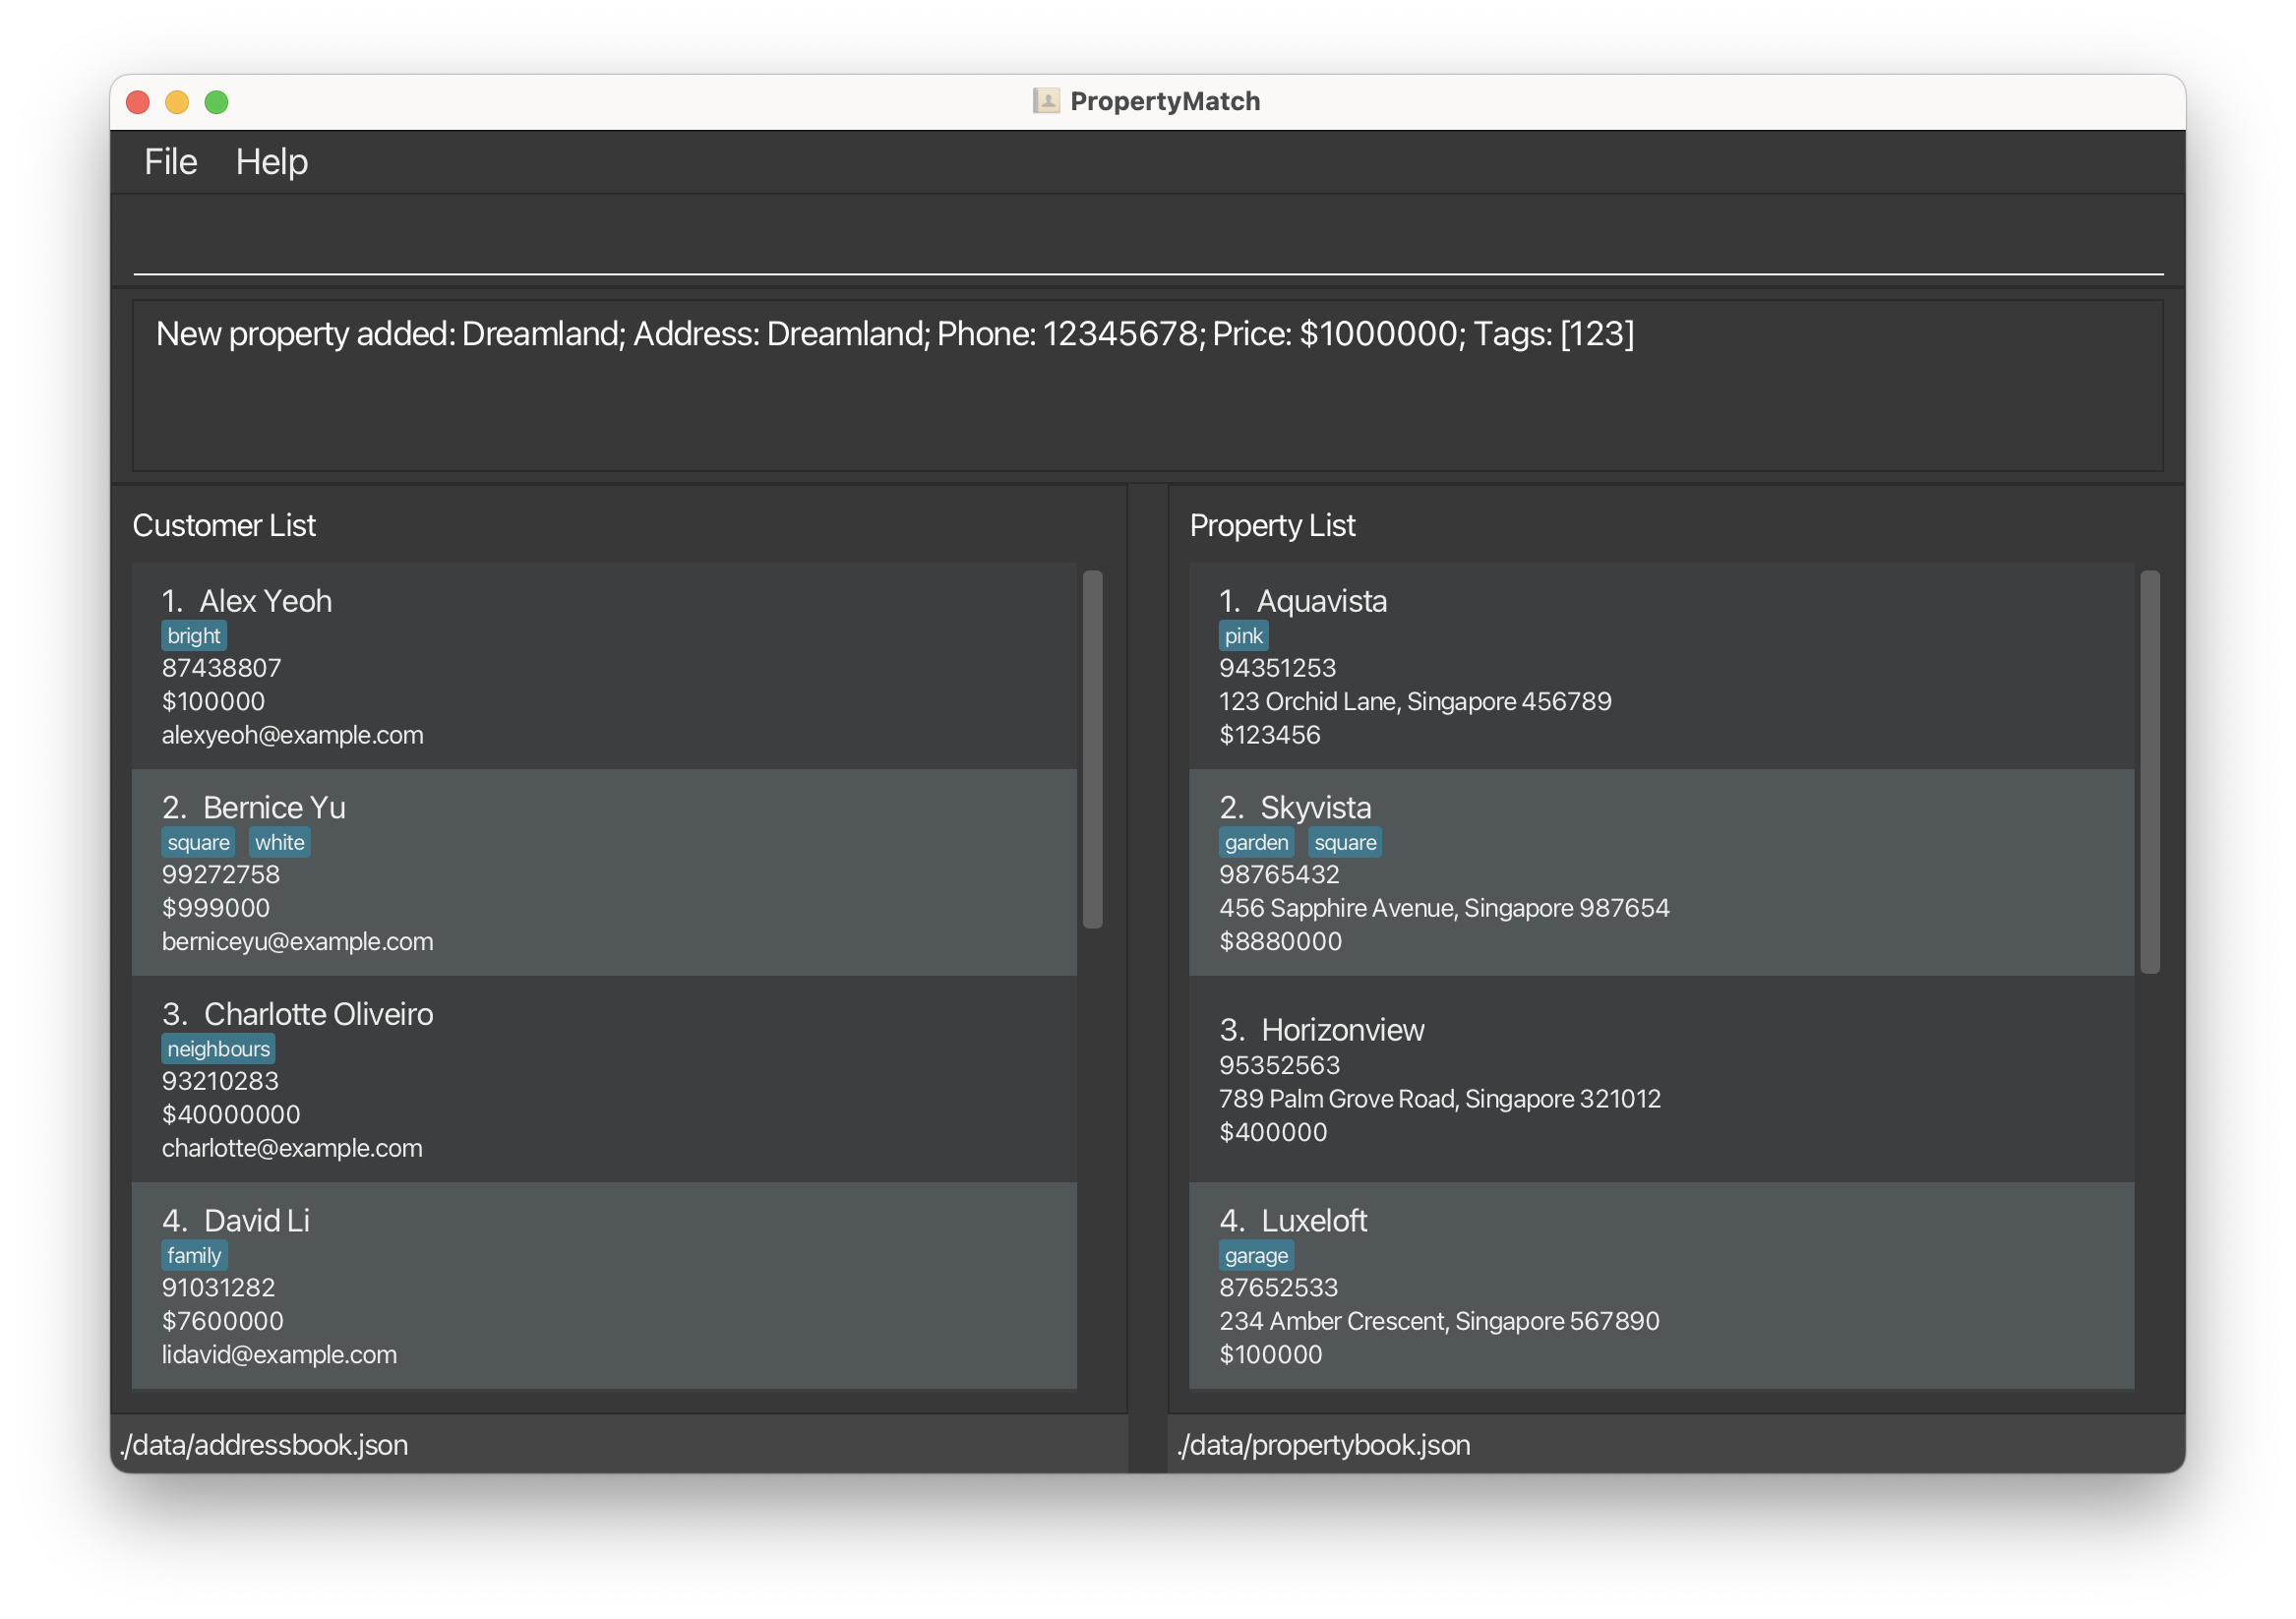 PropertyMatch
File Help
New property added: Dreamland; Address: Dreamland; Phone: 12345678; Price: $1000000; Tags: [123]
Customer List
1. Alex Yeoh
bright
87438807
$100000
alexyeoh@example.com
2. Bernice Yu
square white
99272758
$999000
berniceyu@example.com
3. Charlotte Oliveiro
neighbours
93210283
$40000000
charlotte@example.com
4. David Li
family
91031282
$7600000
lidavid@example.com
./data/addressbook.json
Property List
1. Aquavista
pink
94351253
123 Orchid Lane, Singapore 456789
$123456
2. Skyvista
garden square
98765432
456 Sapphire Avenue, Singapore 987654
$8880000
3. Horizonview
95352563
789 Palm Grove Road, Singapore 321012
$400000
4. Luxeloft
garage
87652533
234 Amber Crescent, Singapore 567890
$100000
./data/propertybook.json